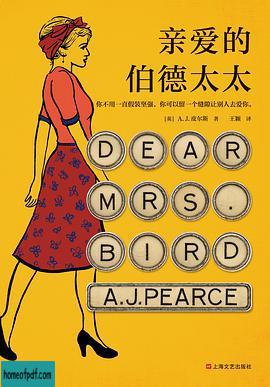 亲爱的
伯德太太
你不用一直假装坚强,你可以留一个缝隙让别人去爱你。
[英] A.J.皮尔斯 著 王颖 译
DEAR
MRS.
BIRD
A.J.PEARCE
上海文艺出版社
homeofpdf.com